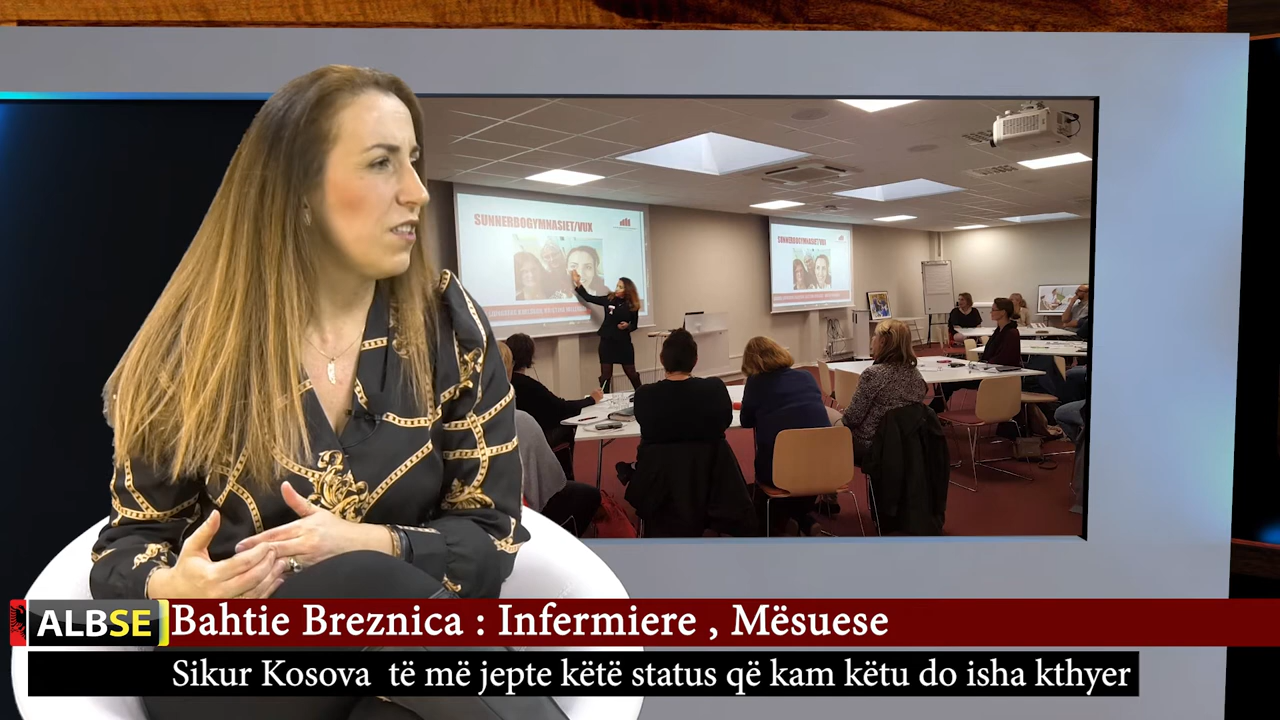 SUNNERBOGYMNASIET/VUX
SUNNERBOGYMNASIET/VUX
ALBSE
Bahtie Breznica : Infermiere , Mësuese
Sikur Kosova të më jepte këtë status që kam këtu do isha kthyer